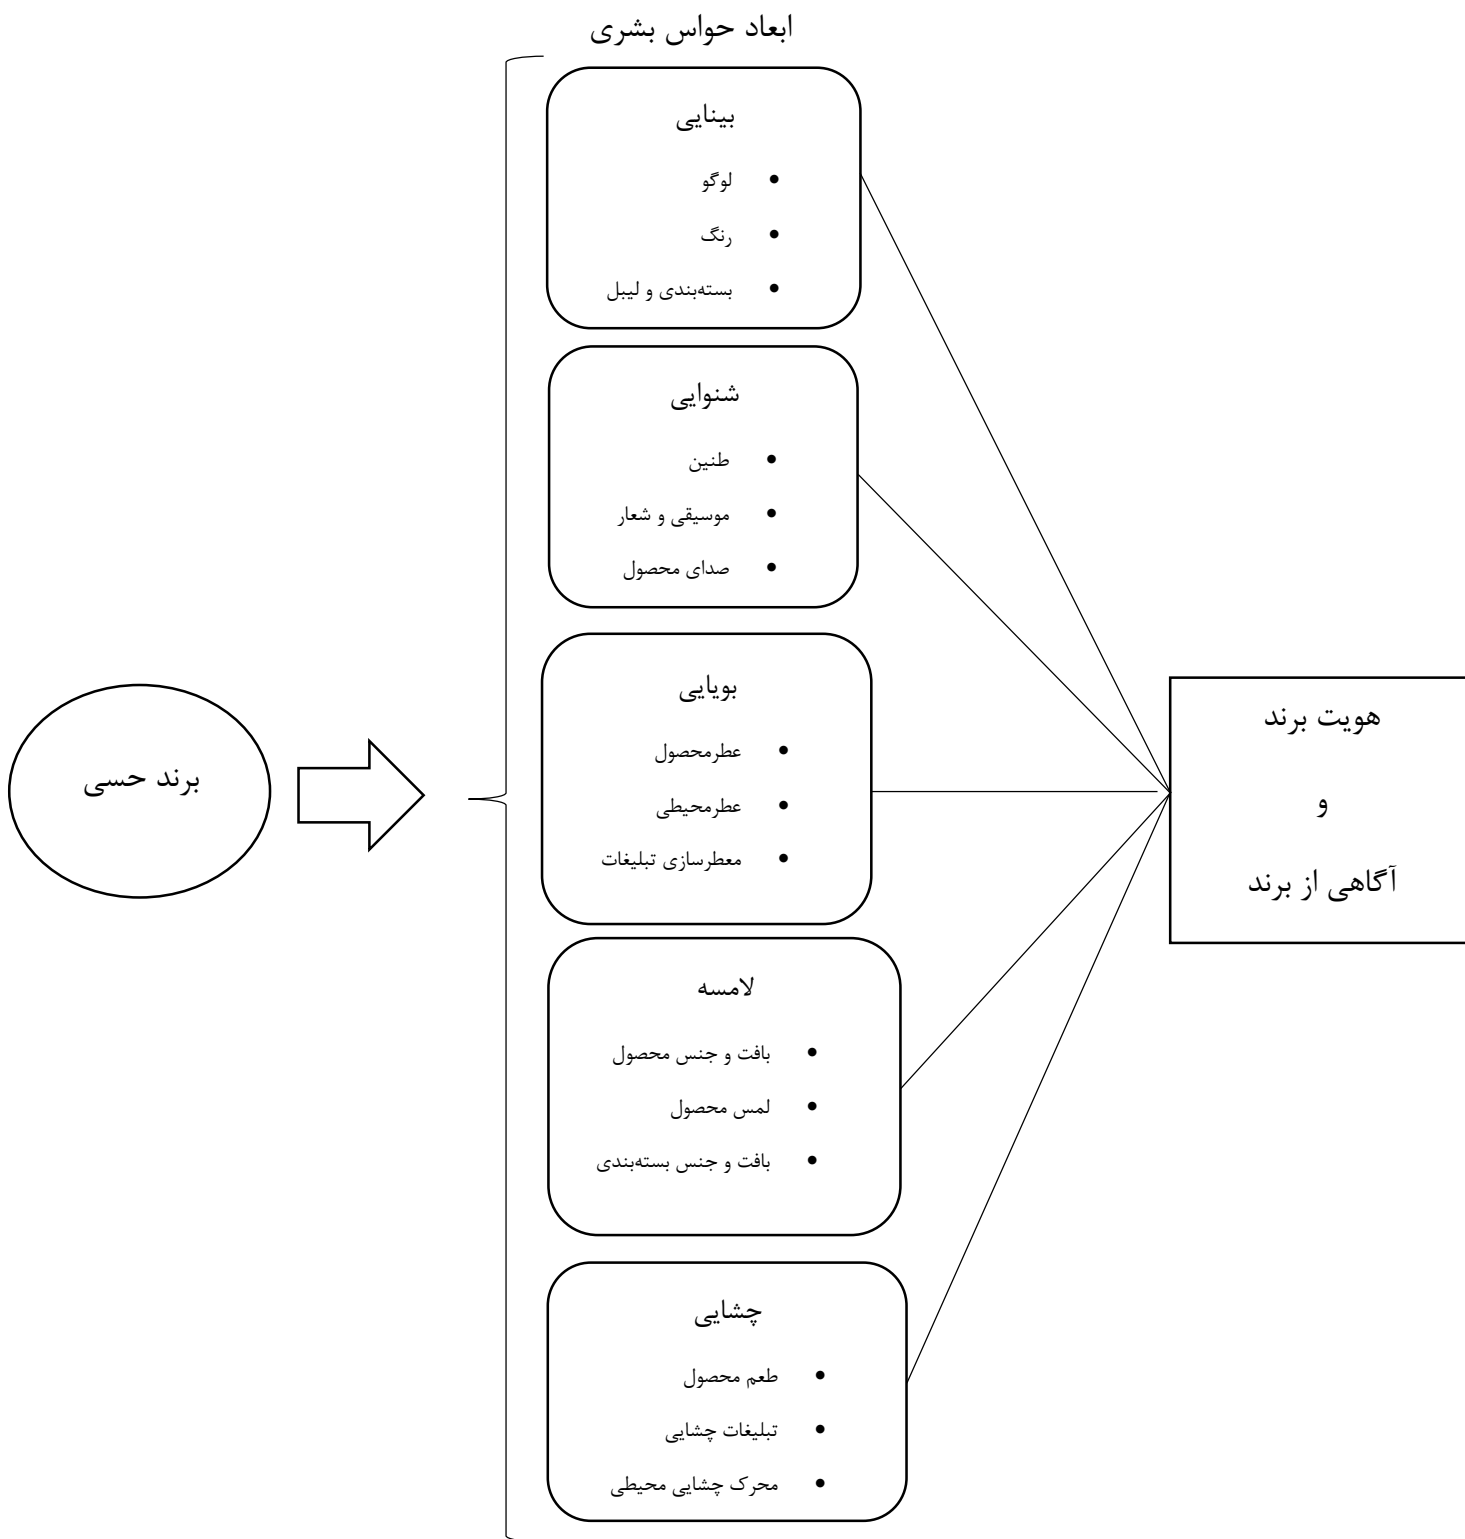 ابعاد حواس بشری
بینایی
• لوگو
• رنگ
• بسته‌بندی و لیبل
شنوایی
• طنین
• موسیقی و شعار
• صدای محصول
بویایی
• عطرمحصول
• عطرمحیطی
• معطرسازی تبلیغات
لامسه
• بافت و جنس محصول
• لمس محصول
• بافت و جنس بسته‌بندی
چشایی
• طعم محصول
• تبلیغات چشایی
• محرک چشایی محیطی
برند حسی
هویت برند
و
آگاهی از برند